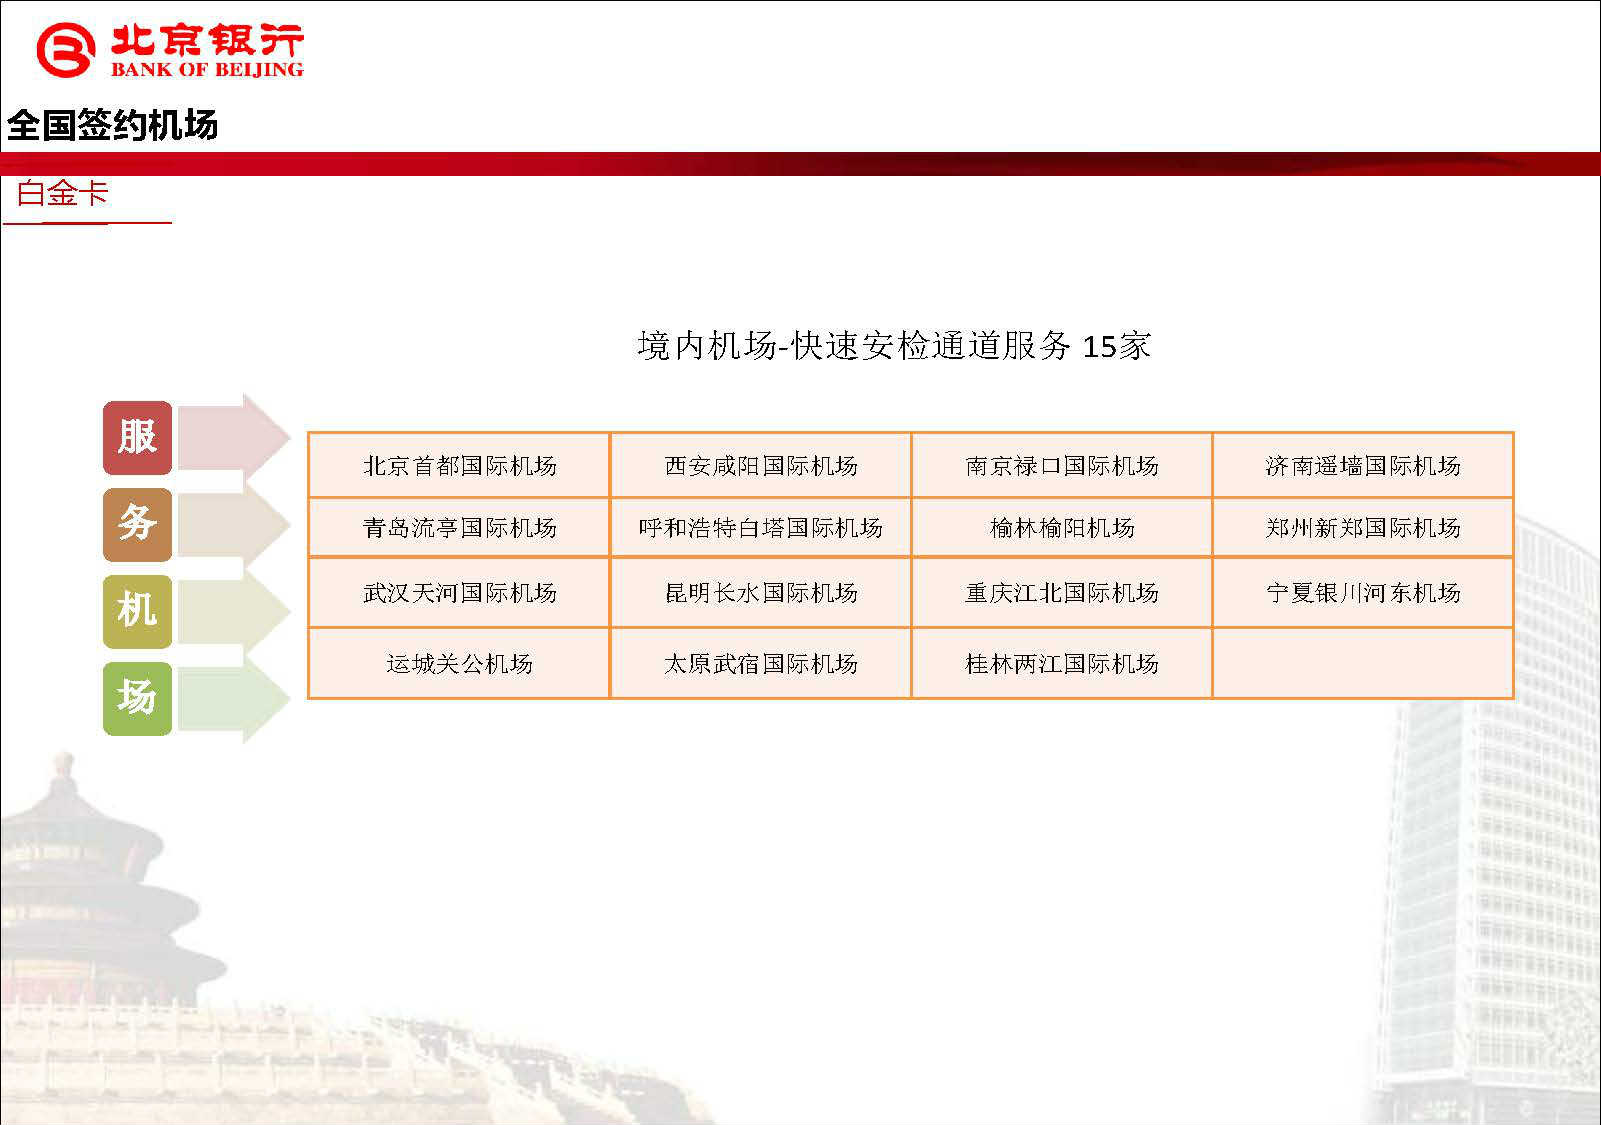 北京银行
BANK OF BEIJING
全国签约机场
白金卡
境内机场-快速安检通道服务 15家
服
务
机
场
北京首都国际机场 西安咸阳国际机场 南京禄口国际机场 济南遥墙国际机场
青岛流亭国际机场 呼和浩特白塔国际机场 榆林榆阳机场 郑州新郑国际机场
武汉天河国际机场 昆明长水国际机场 重庆江北国际机场 宁夏银川河东机场
运城关公机场 太原武宿国际机场 桂林两江国际机场